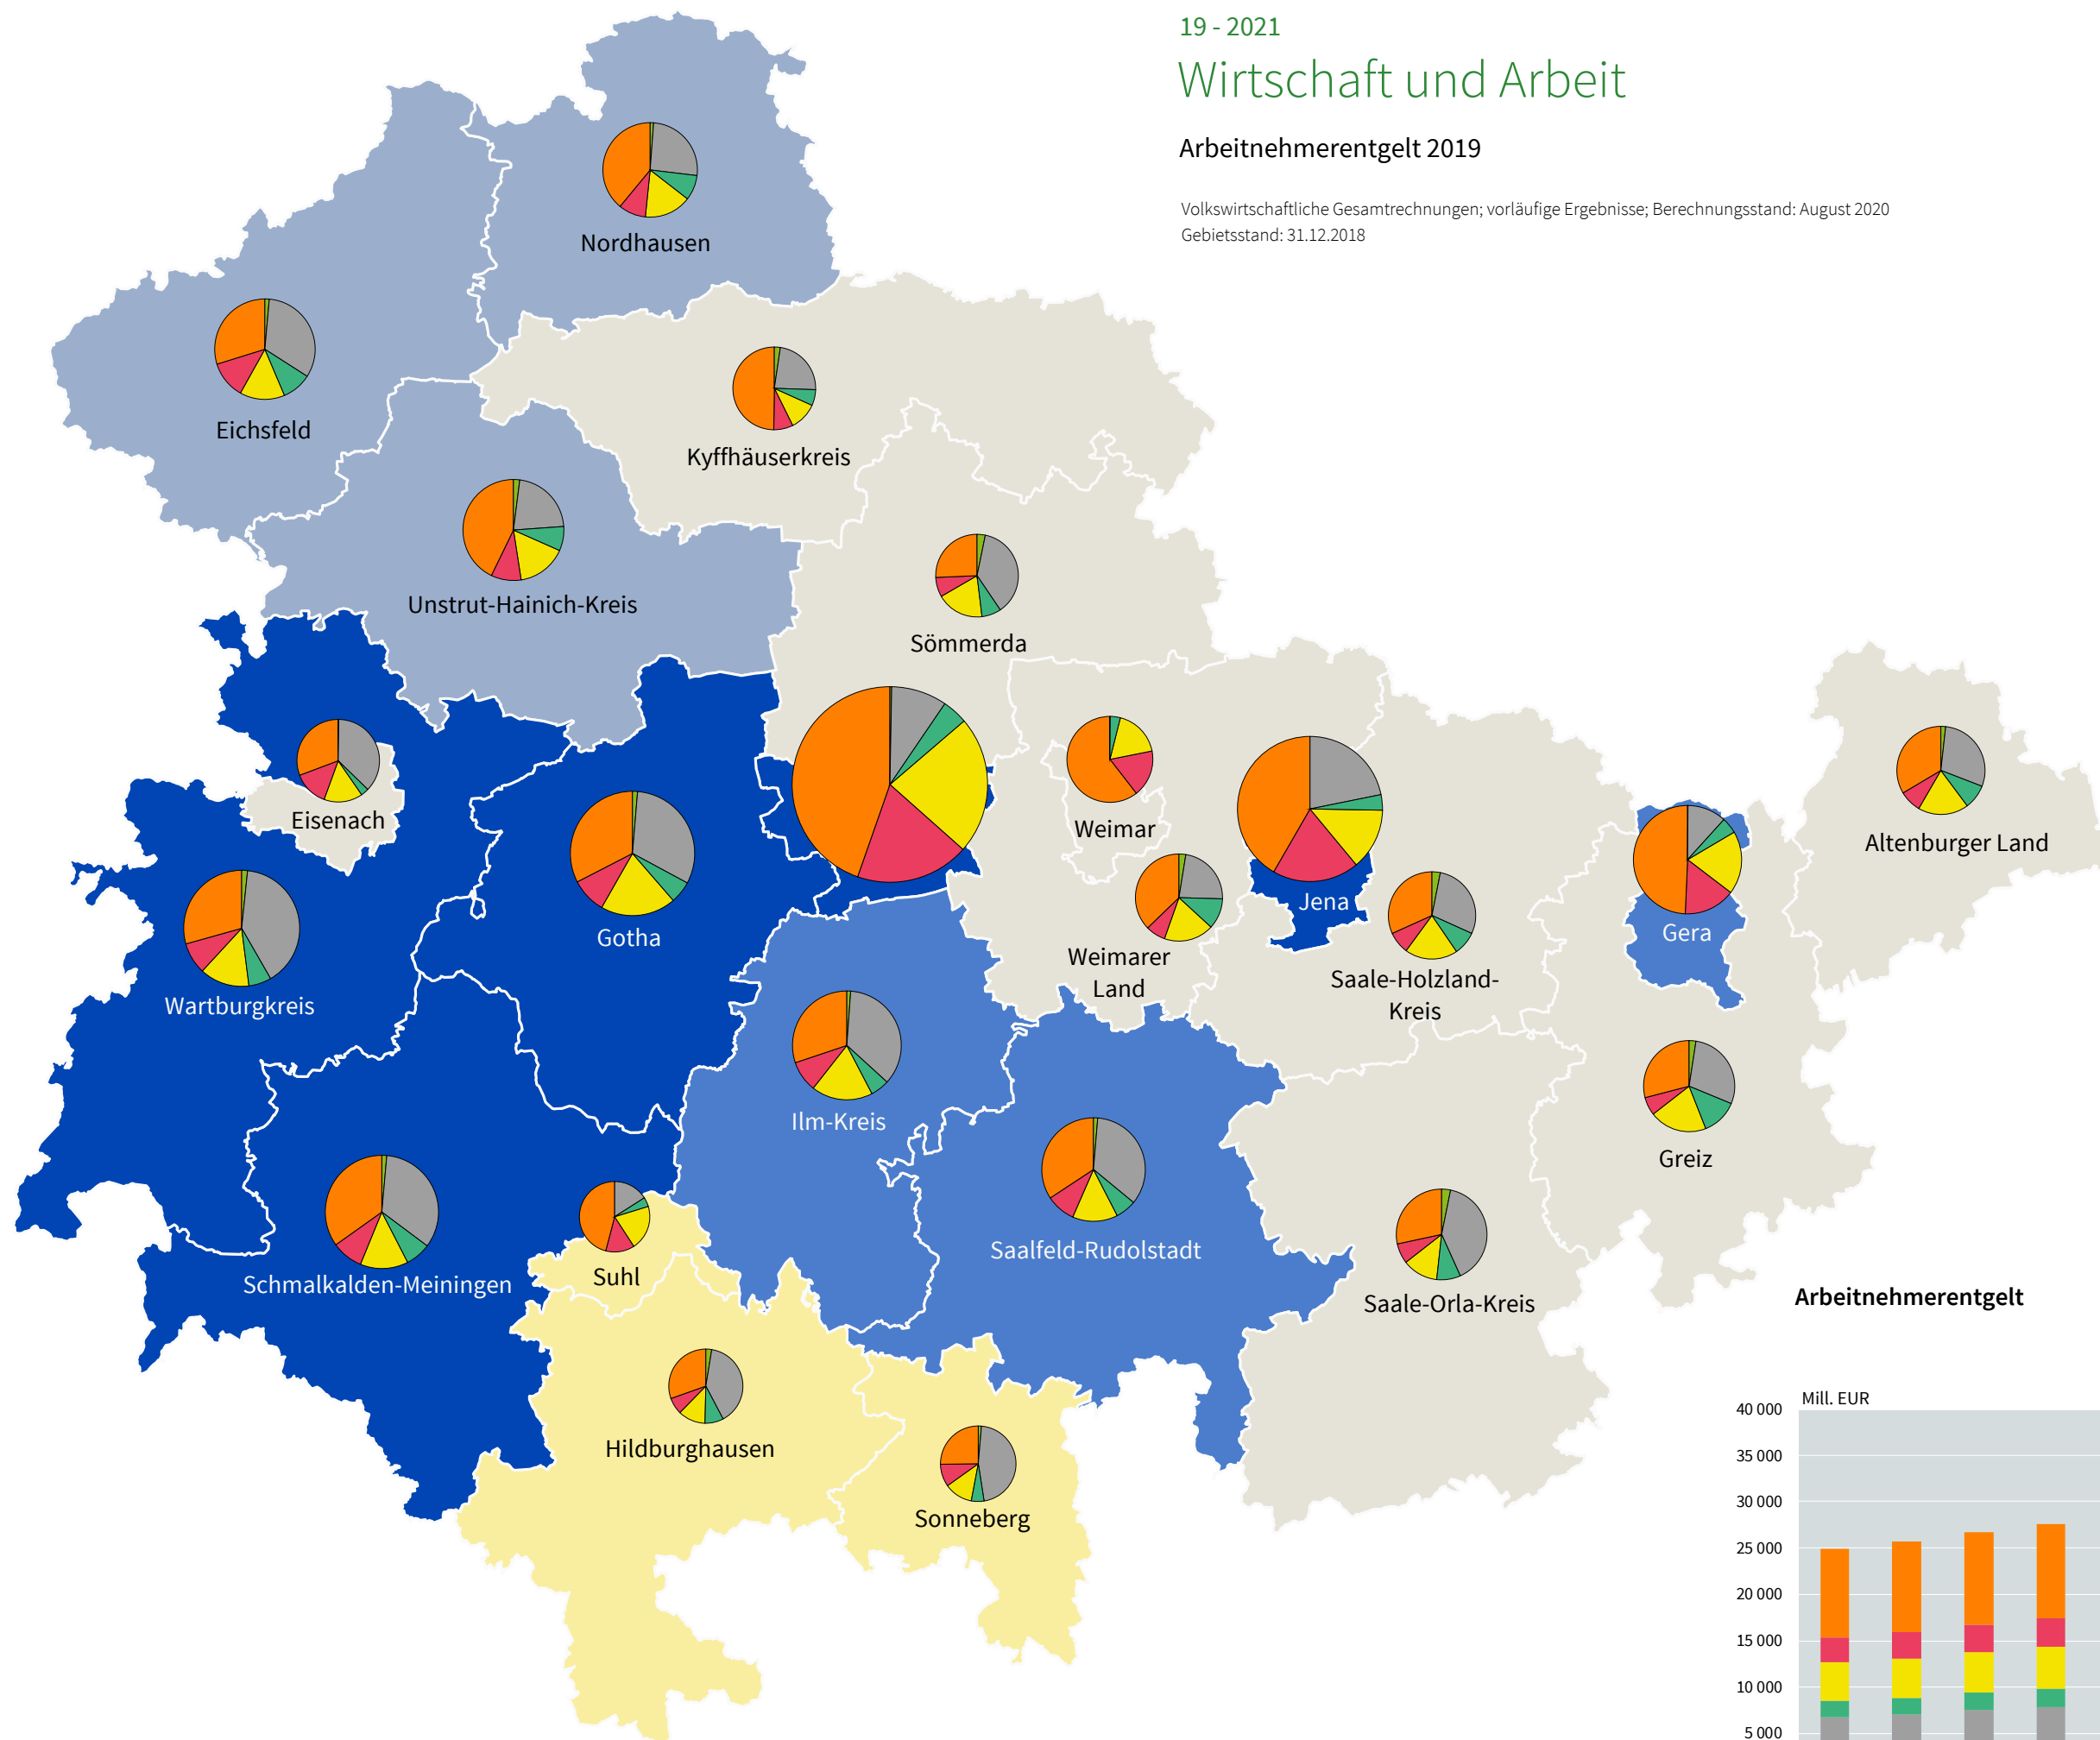 19 - 2021
Wirtschaft und Arbeit
Arbeitnehmerentgelt 2019
Volkswirtschaftliche Gesamtrechnungen; vorläufige Ergebnisse; Berechnungsstand: August 2020
Gebietsstand: 31.12.2018
Nordhausen
Eichsfeld
Kyffhäuserkreis
Unstrut-Hainich-Kreis
Sömmerda
Eisenach
Weimar
Altenburger Land
Jena
Gera
Gotha
Weimarer
Land
Saale-Holzland-
Kreis
Wartburgkreis
Ilm-Kreis
Greiz
Saalfeld-Rudolstadt
Suhl
Schmalkalden-Meiningen
Saale-Orla-Kreis
Hildburghausen
Sonneberg
Arbeitnehmerentgelt
Mill. EUR
40 000
35 000
30 000
25 000
20 000
15 000
10 000
5 000